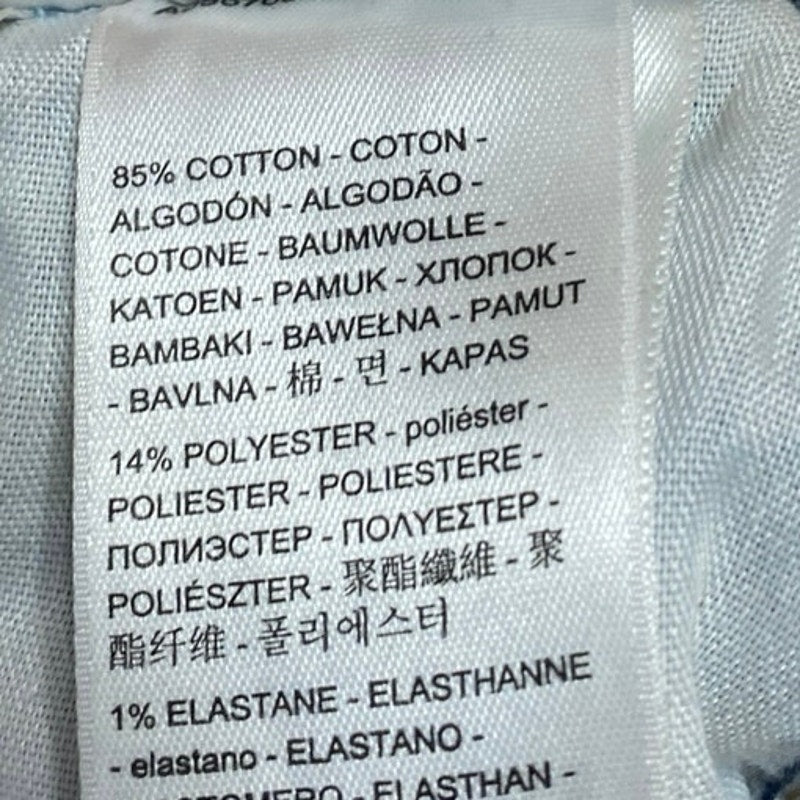 85% COTTON - COTON -
ALGODÓN - ALGODÃO -
COTONE - BAUMWOLLE -
KATOEN - PAMUK - ХЛОПОК -
BAMBAKI - BAWEŁNA - PAMUT
- BAVLNA - 棉 - 면 - KAPAS
14% POLYESTER - poliéster -
POLIESTER - POLIESTERE -
ПОЛИЭСТЕР - ΠΟΛΥΕΣΤΕΡ -
POLIÉSZTER - 聚酯纖維 - 聚
酯纤维 - 폴리에스터
1% ELASTANE - ELASTHANNE
- elastano - ELASTANO -
ELASTHAN -